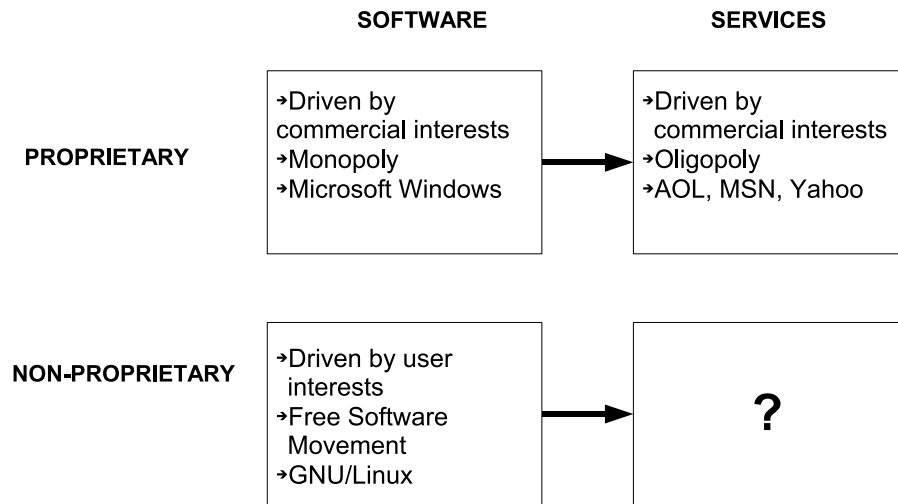 SOFTWARE
SERVICES
PROPRIETARY
➔Driven by
commercial interests
➔Monopoly
➔Microsoft Windows
➔Driven by
commercial interests
➔Oligopoly
➔AOL, MSN, Yahoo
NON-PROPRIETARY
➔Driven by user
interests
➔Free Software
Movement
➔GNU/Linux
?